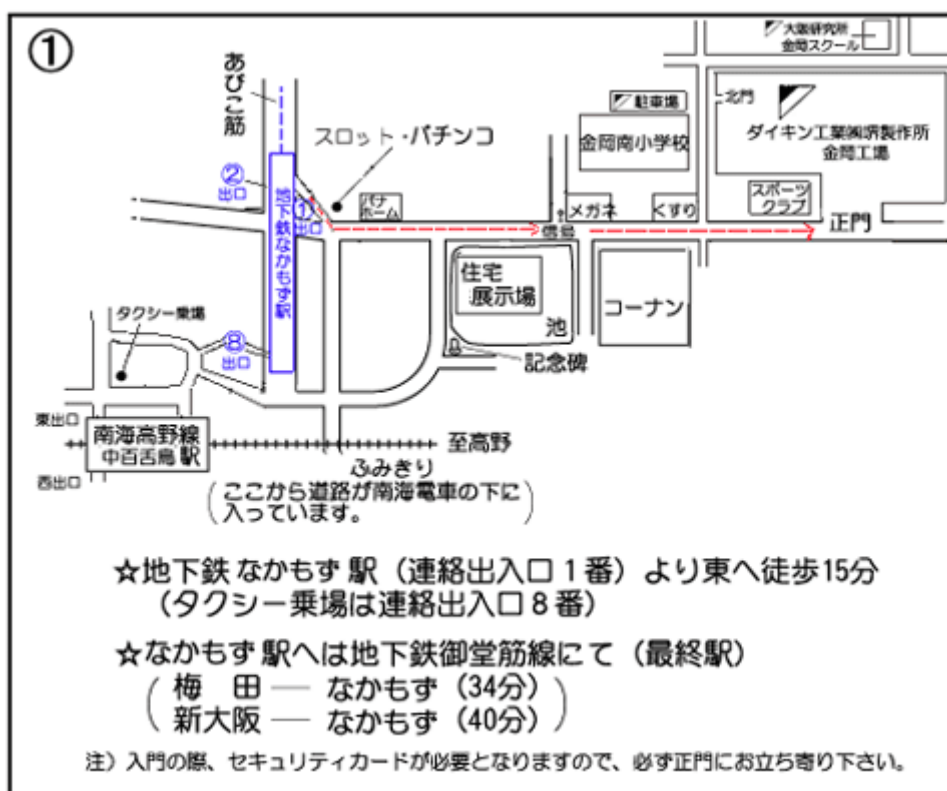 ①
大阪研究所
金岡スクール
あびこ筋
北門
駐車場
スロット・パチンコ
金岡南小学校
ダイキン工業㈱堺製作所
金岡工場
②
出口
①
出口
地下鉄なかもず駅
パナ
ホーム
メガネ
くすり
スポーツ
クラブ
正門
信号
住宅
展示場
コーナン
タクシー乗場
池
⑧
出口
記念碑
東出口
南海高野線
中百舌鳥駅
至高野
西出口
ふみきり
(ここから道路が南海電車の下に
入っています。)
☆地下鉄なかもず駅(連絡出入口1番)より東へ徒歩15分
(タクシー乗場は連絡出入口8番)
☆なかもず駅へは地下鉄御堂筋線にて(最終駅)
(梅 田 ── なかもず(34分))
(新大阪 ── なかもず(40分))
注)入門の際、セキュリティカードが必要となりますので、必ず正門にお立ち寄り下さい。